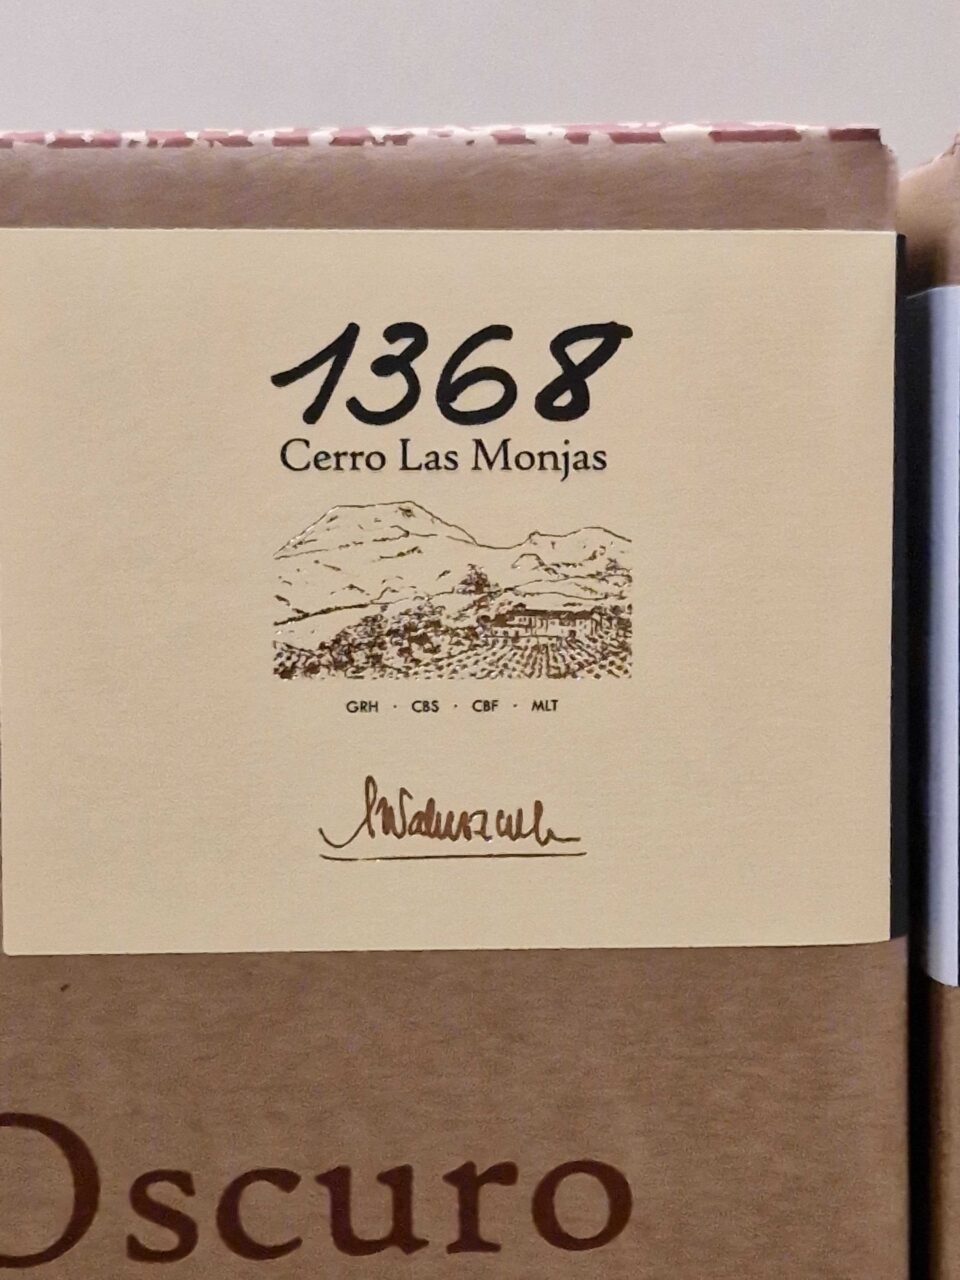 1368
Cerro Las Monjas
GRH · CBS · CBF · MLT
Oscuro